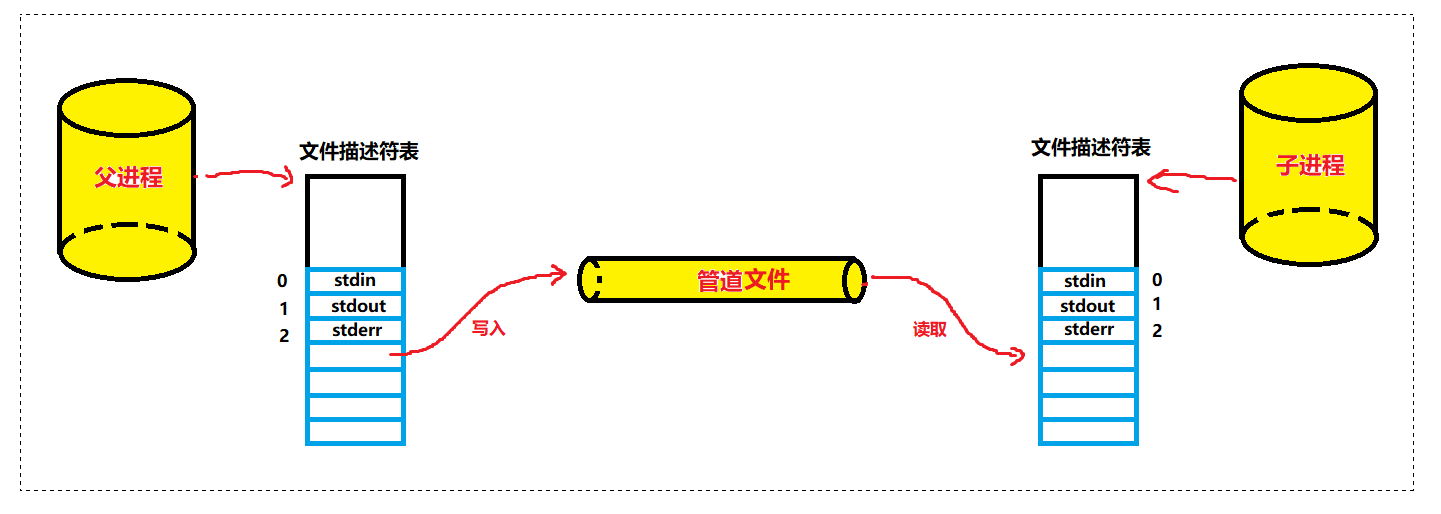 父进程
文件描述符表
0
stdin
1
stdout
2
stderr
写入
管道文件
读取
文件描述符表
stdin
0
stdout
1
stderr
2
子进程